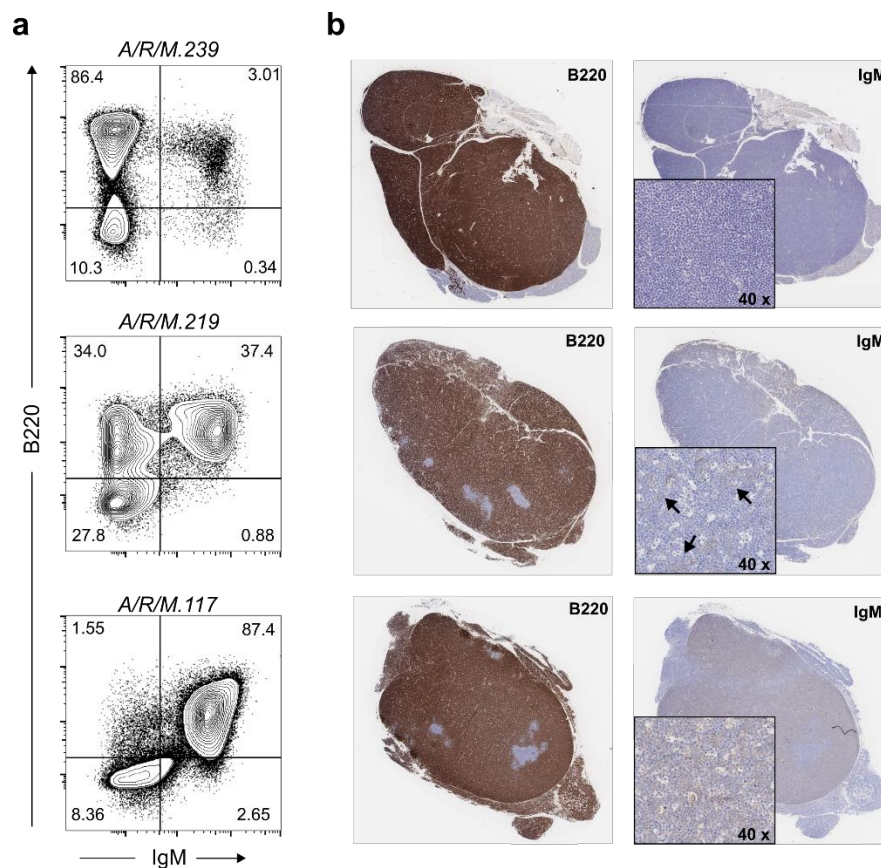 a
b
A/R/M.239
86.4
3.01
10.3
0.34
B220
IgM
40 x
A/R/M.219
34.0
37.4
27.8
0.88
B220
IgM
40 x
A/R/M.117
1.55
87.4
8.36
2.65
B220
IgM
40 x
B220
IgM